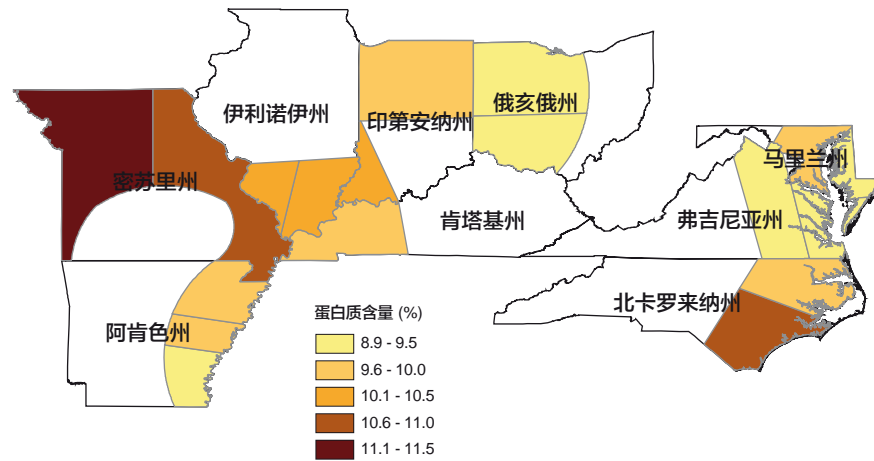 伊利诺伊州
印第安纳州
俄亥俄州
马里兰州
密苏里州
肯塔基州
弗吉尼亚州
北卡罗来纳州
阿肯色州
蛋白质含量 (%)
8.9 - 9.5
9.6 - 10.0
10.1 - 10.5
10.6 - 11.0
11.1 - 11.5